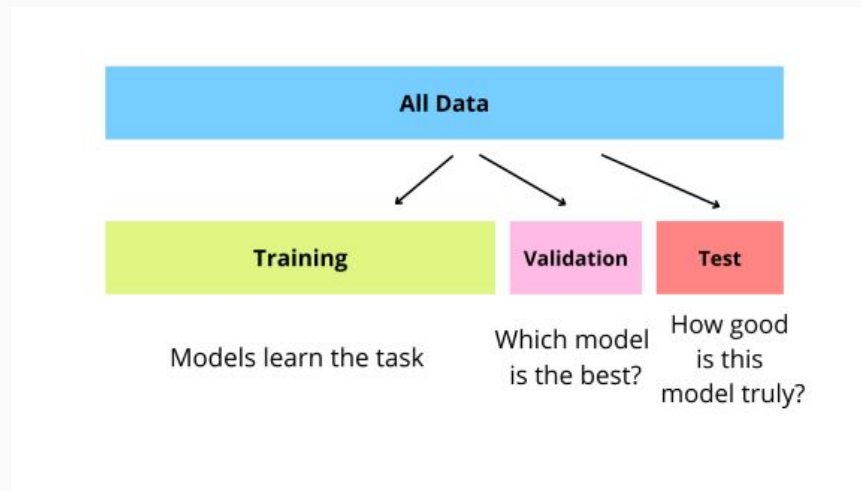 All Data
Training
Validation
Test
Models learn the task
Which model
is the best?
How good
is this
model truly?